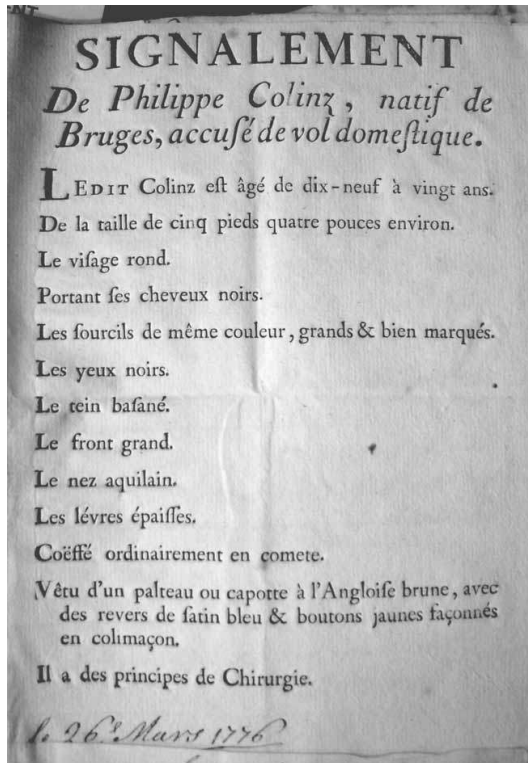 SIGNALEMENT
De Philippe Colinz, natif de
Bruges, accuſé de vol domeſtique.
LEDIT Colinz eſt âgé de dix-neuf à vingt ans.
De la taille de cinq pieds quatre pouces environ.
Le viſage rond.
Portant ſes cheveux noirs.
Les ſourcils de même couleur, grands & bien marqués.
Les yeux noirs.
Le tein baſané.
Le front grand.
Le nez aquilain.
Les lévres épaiſſes.
Coëffé ordinairement en comete.
Vêtu d'un palteau ou capotte à l'Angloiſe brune, avec
des revers de ſatin bleu & boutons jaunes façonnés
en colimaçon.
Il a des principes de Chirurgie.
26 Mars 1776